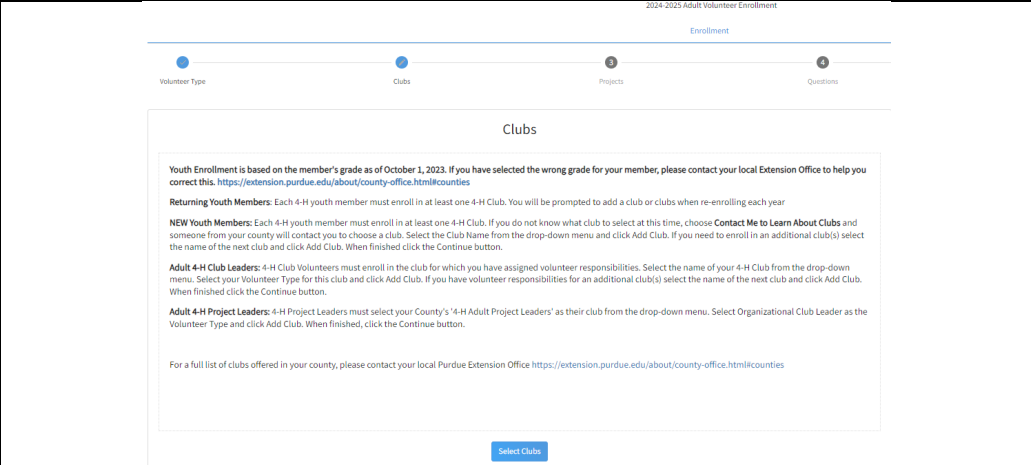 2024-2025 Adult Volunteer Enrollment
Enrollment
3
4
Volunteer Type
Clubs
Projects
Questions
Clubs
Youth Enrollment is based on the member's grade as of October 1, 2023. If you have selected the wrong grade for your member, please contact your local Extension Office to help you
correct this. https://extension.purdue.edu/about/county-office.html#counties
Returning Youth Members: Each 4-H youth member must enroll in at least one 4-H Club. You will be prompted to add a club or clubs when re-enrolling each year
NEW Youth Members: Each 4-H youth member must enroll in at least one 4-H Club. If you do not know what club to select at this time, choose Contact Me to Learn About Clubs and
someone from your county will contact you to choose a club. Select the Club Name from the drop-down menu and click Add Club. If you need to enroll in an additional club(s) select
the name of the next club and click Add Club. When finished click the Continue button.
Adult 4-H Club Leaders: 4-H Club Volunteers must enroll in the club for which you have assigned volunteer responsibilities. Select the name of your 4-H Club from the drop-down
menu. Select your Volunteer Type for this club and click Add Club. If you have volunteer responsibilities for an additional club(s) select the name of the next club and click Add Club.
When finished click the Continue button.
Adult 4-H Project Leaders: 4-H Project Leaders must select your County's '4-H Adult Project Leaders' as their club from the drop-down menu. Select Organizational Club Leader as the
Volunteer Type and click Add Club. When finished, click the Continue button.
For a full list of clubs offered in your county, please contact your local Purdue Extension Office https://extension.purdue.edu/about/county-office.html#counties
Select Clubs